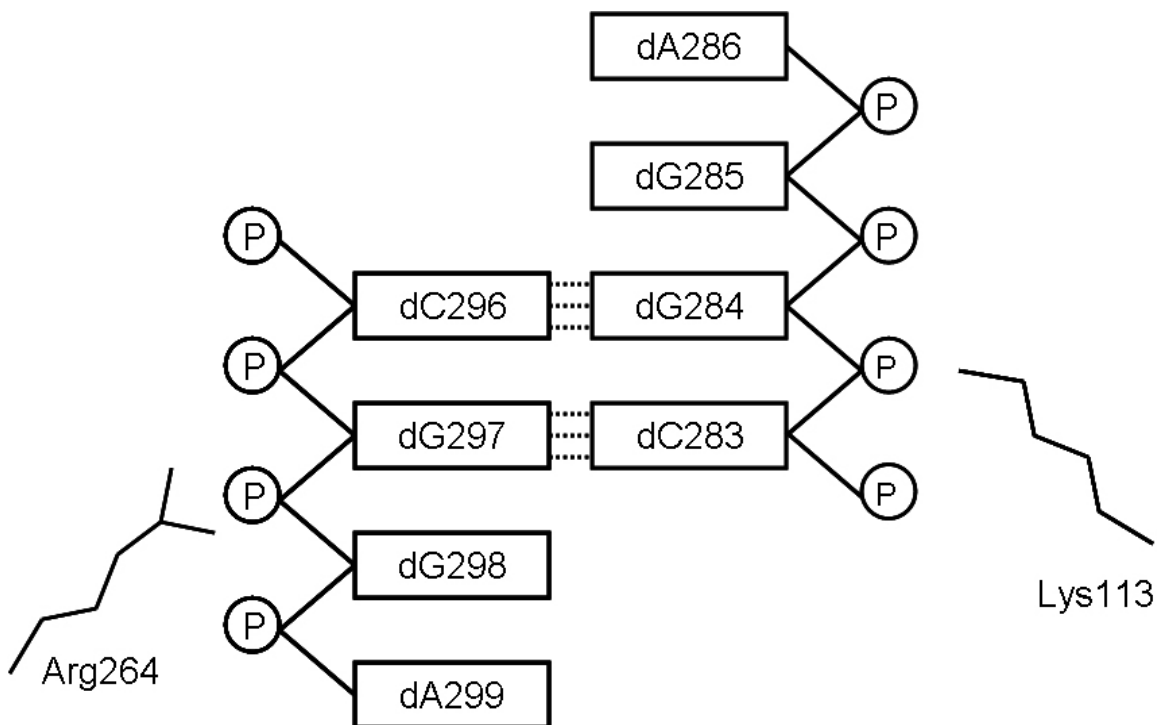 dA286
P
dG285
P
P
dC296
dG284
P
P
dG297
dC283
P
P
dG298
Lys113
P
Arg264
dA299